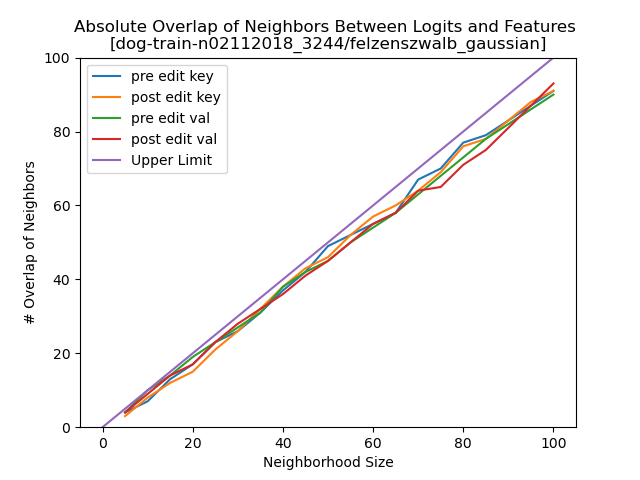 Absolute Overlap of Neighbors Between Logits and Features
[dog-train-n02112018_3244/felzenszwalb_gaussian]
100
80
60
40
20
0
# Overlap of Neighbors
pre edit key
post edit key
pre edit val
post edit val
Upper Limit
0 20 40 60 80 100
Neighborhood Size